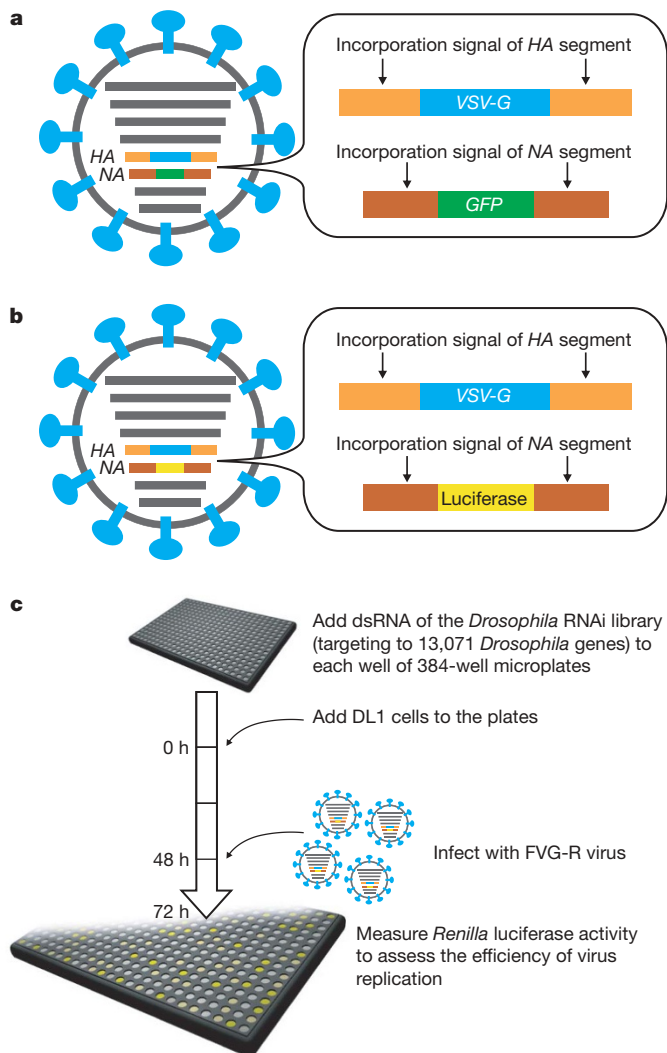 a
Incorporation signal of HA segment
VSV-G
HA
NA
Incorporation signal of NA segment
GFP
b
Incorporation signal of HA segment
VSV-G
HA
NA
Incorporation signal of NA segment
Luciferase
c
Add dsRNA of the Drosophila RNAi library
(targeting to 13,071 Drosophila genes) to
each well of 384-well microplates
Add DL1 cells to the plates
0 h
Infect with FVG-R virus
48 h
72 h
Measure Renilla luciferase activity
to assess the efficiency of virus
replication